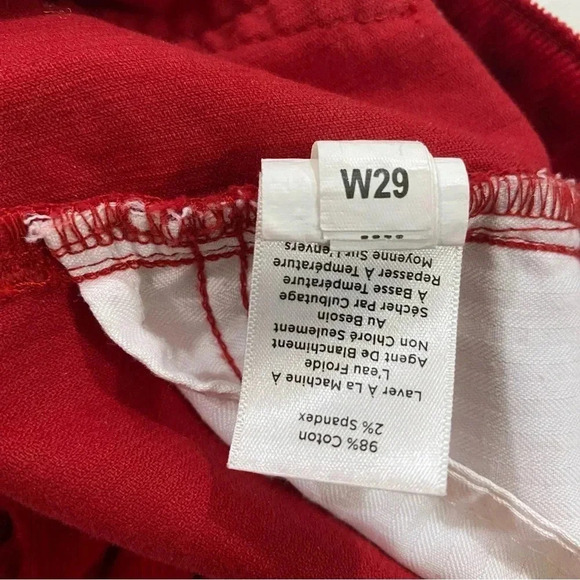 W29
98% Coton
2% Spandex
Laver À La Machine À
L'eau Froide
Agent De Blanchiment
Non Chloré Seulement
Au Besoin
Sécher Par Culbutage
À Basse Température
Repasser À Température
Moyenne Sur L'envers